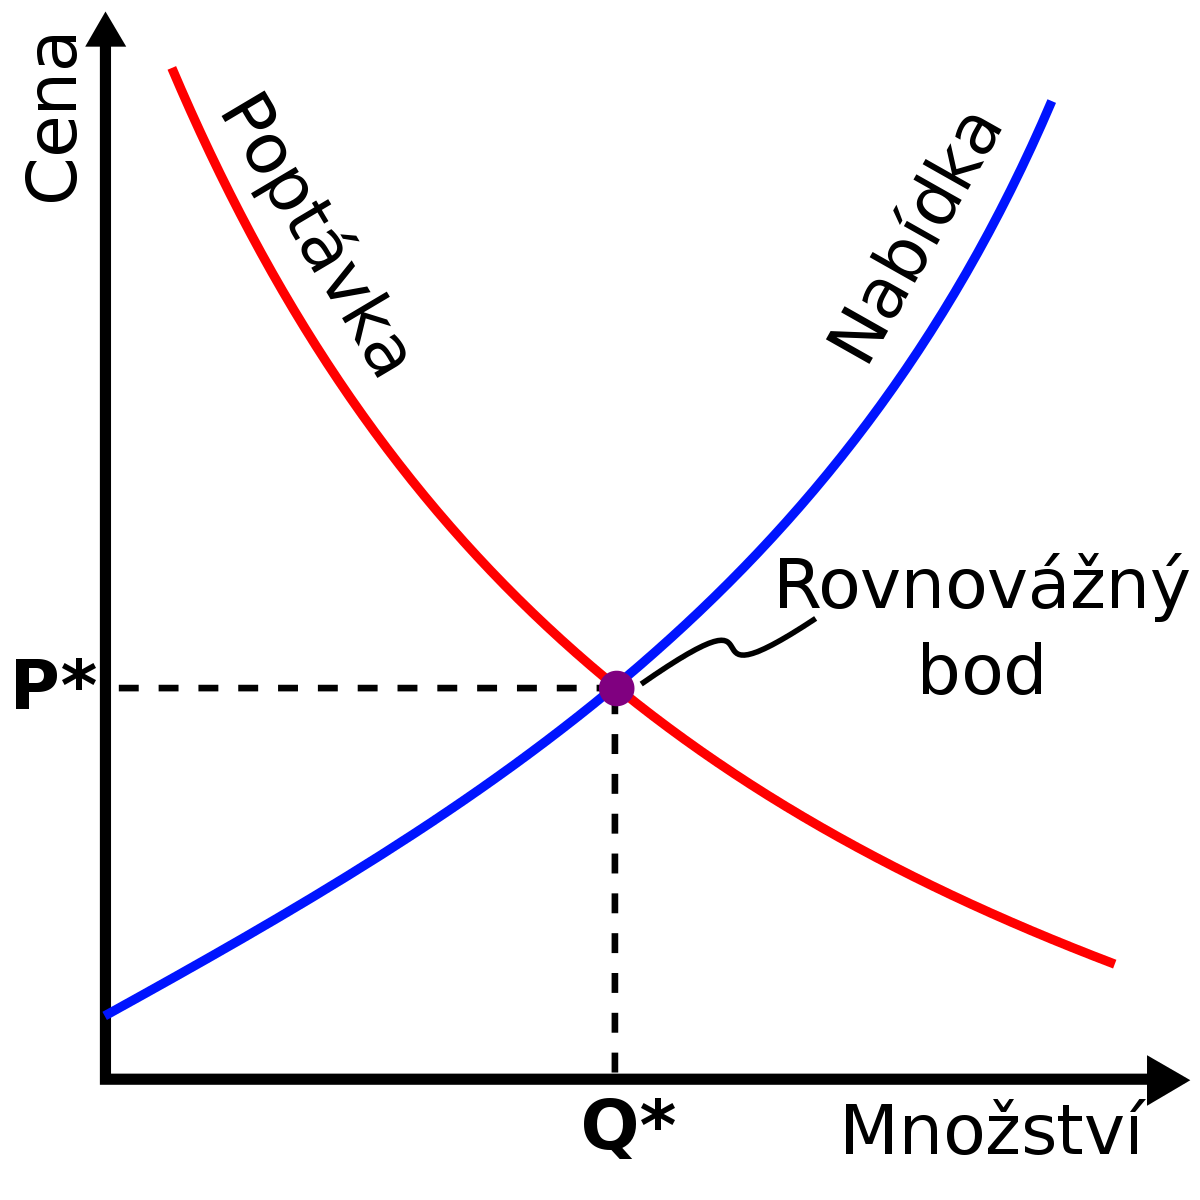 Cena
Poptávka
Nabídka
Rovnovážný
bod
P*
Q*
Množství